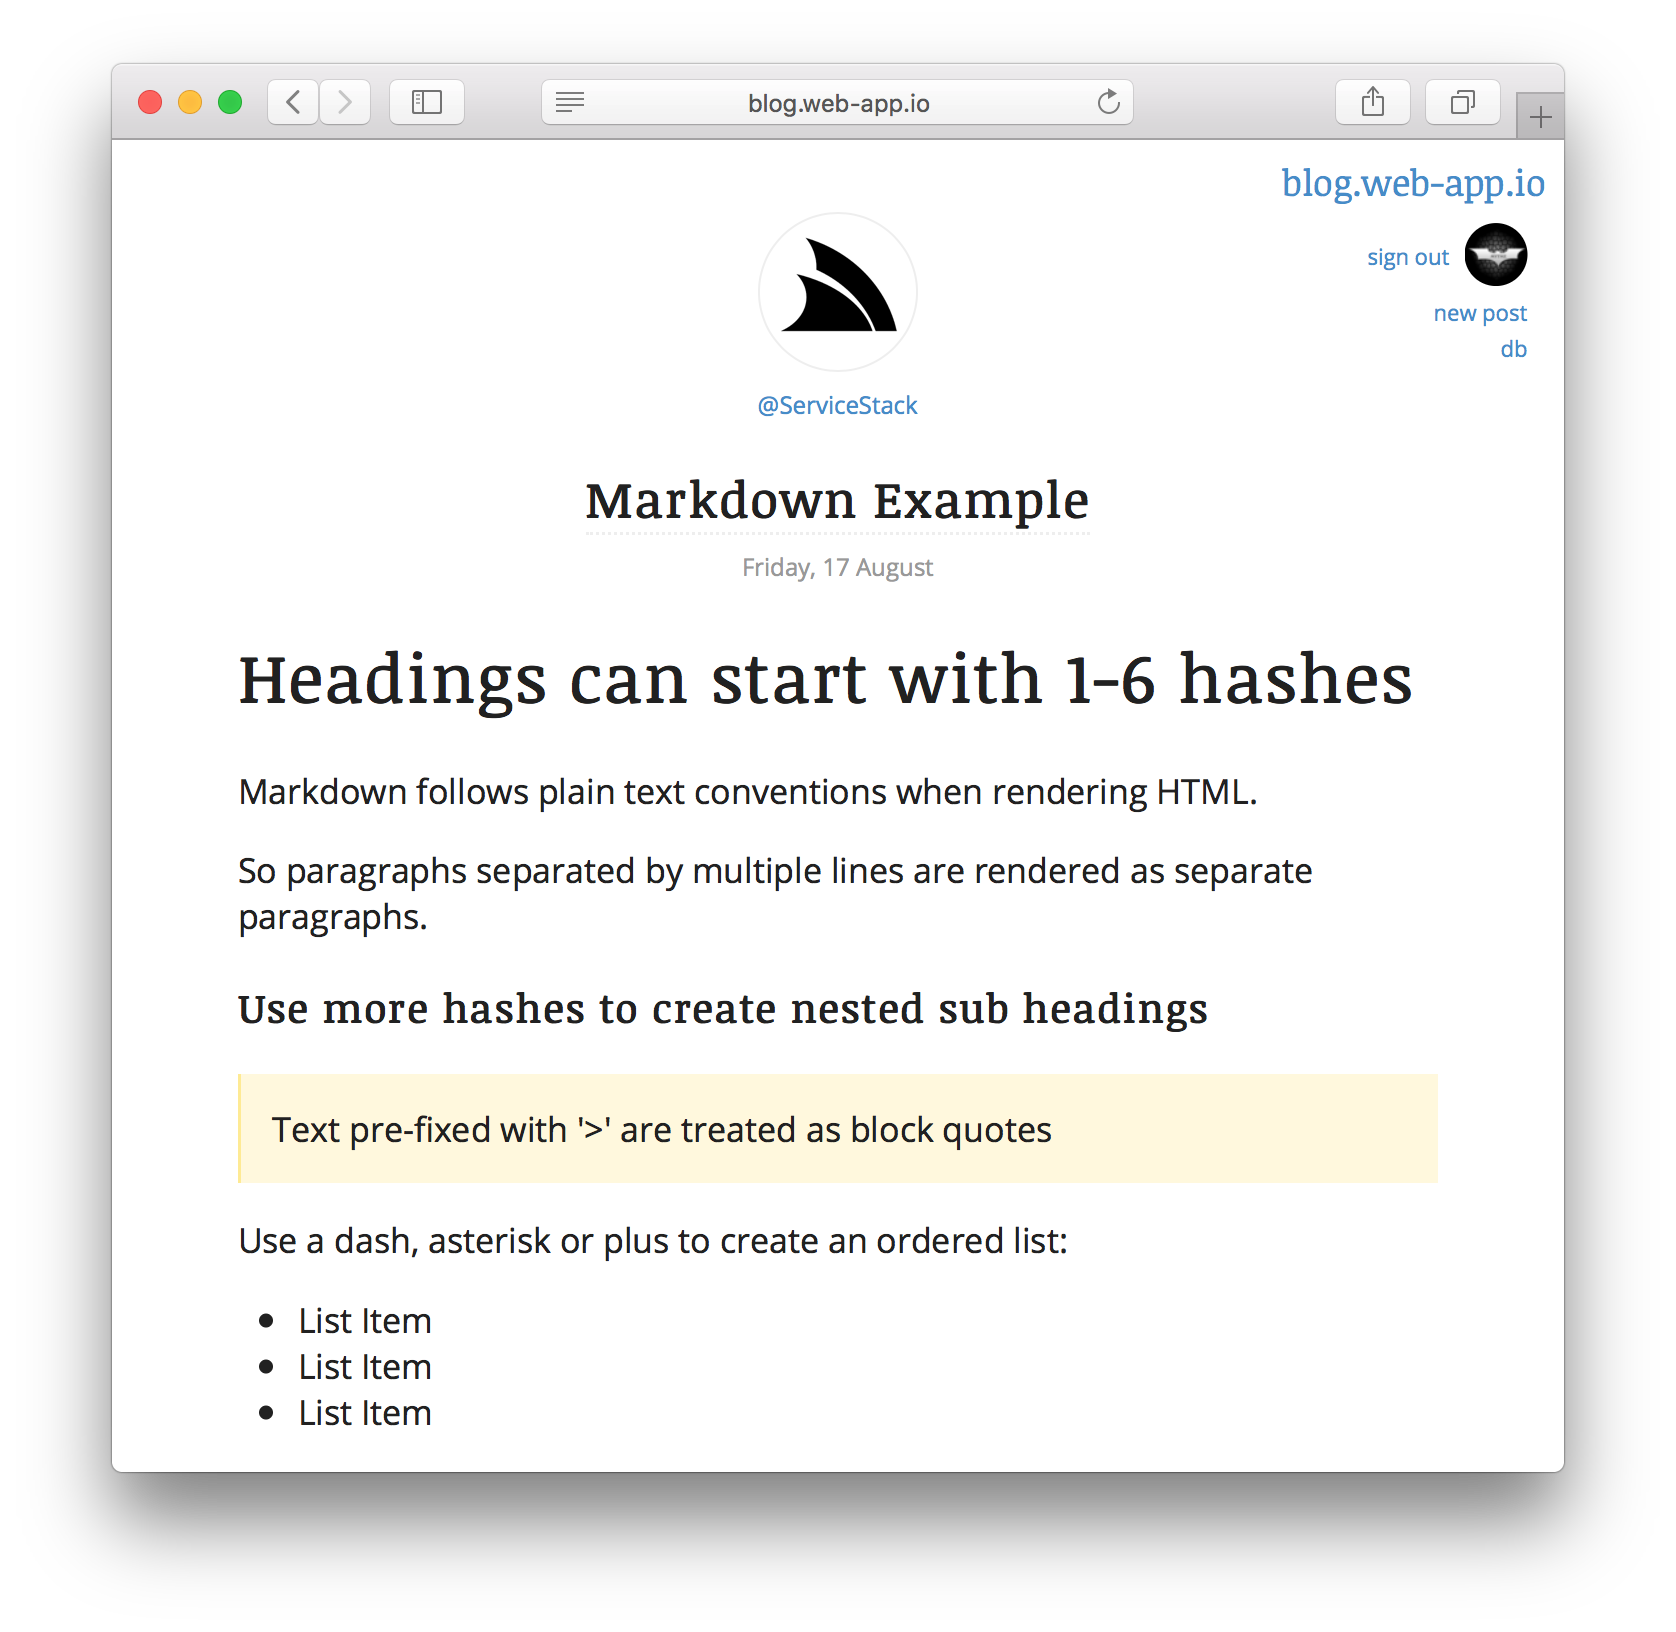 blog.web-app.io
blog.web-app.io
sign out
new post
db
@ServiceStack
Markdown Example
Friday, 17 August
Headings can start with 1-6 hashes
Markdown follows plain text conventions when rendering HTML.
So paragraphs separated by multiple lines are rendered as separate
paragraphs.
Use more hashes to create nested sub headings
Text pre-fixed with '>' are treated as block quotes
Use a dash, asterisk or plus to create an ordered list:
List Item
List Item
List Item